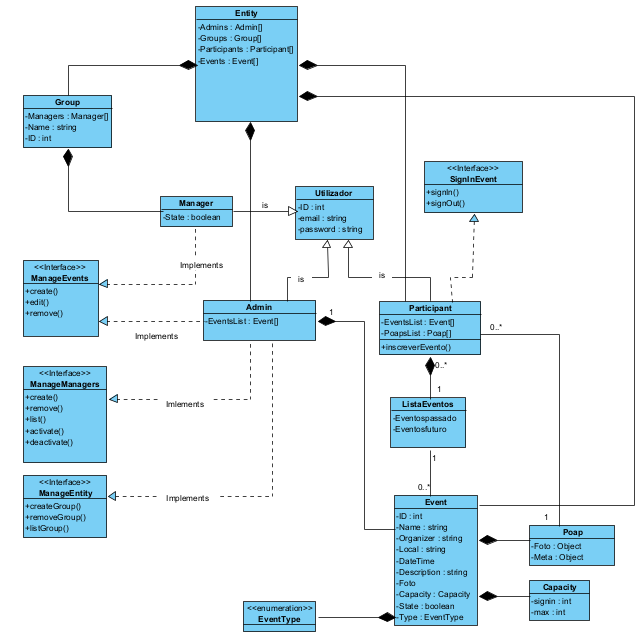 Entity
-Admins : Admin[]
-Groups : Group[]
-Participants : Participant[]
-Events : Event[]
Group
-Managers : Manager[]
-Name : string
-ID : int
Manager
-State : boolean
is
Utilizador
-ID : int
-email : string
-password : string
<<Interface>>
SignInEvent
+signIn()
+signOut()
Implements
<<Interface>>
ManageEvents
+create()
+edit()
+remove()
is
is
Admin
-EventsList : Event[]
1
Participant
-EventsList : Event[]
-PoapsList : Poap[]
+inscreverEvento()
0..*
Implements
0..*
1
<<Interface>>
ManageManagers
+create()
+remove()
+list()
+activate()
+deactivate()
Imlements
ListaEventos
-Eventospassado
-Eventosfuturo
1
0..*
<<Interface>>
ManageEntity
+createGroup()
+removeGroup()
+listGroup()
Implements
Event
-ID : int
-Name : string
-Organizer : string
-Local : string
-DateTime
-Description : string
-Foto
-Capacity : Capacity
-State : boolean
-Type : EventType
1
Poap
-Foto : Object
-Meta : Object
Capacity
-signin : int
-max : int
<<enumeration>>
EventType